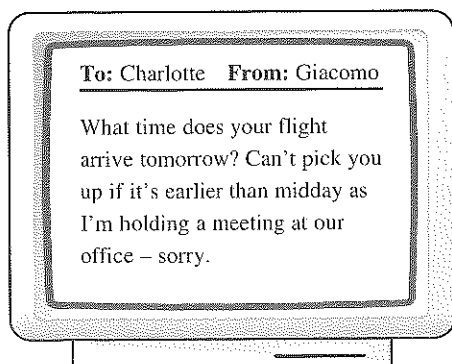 To: Charlotte From: Giacomo
What time does your flight
arrive tomorrow? Can't pick you
up if it's earlier than midday as
I'm holding a meeting at our
office – sorry.